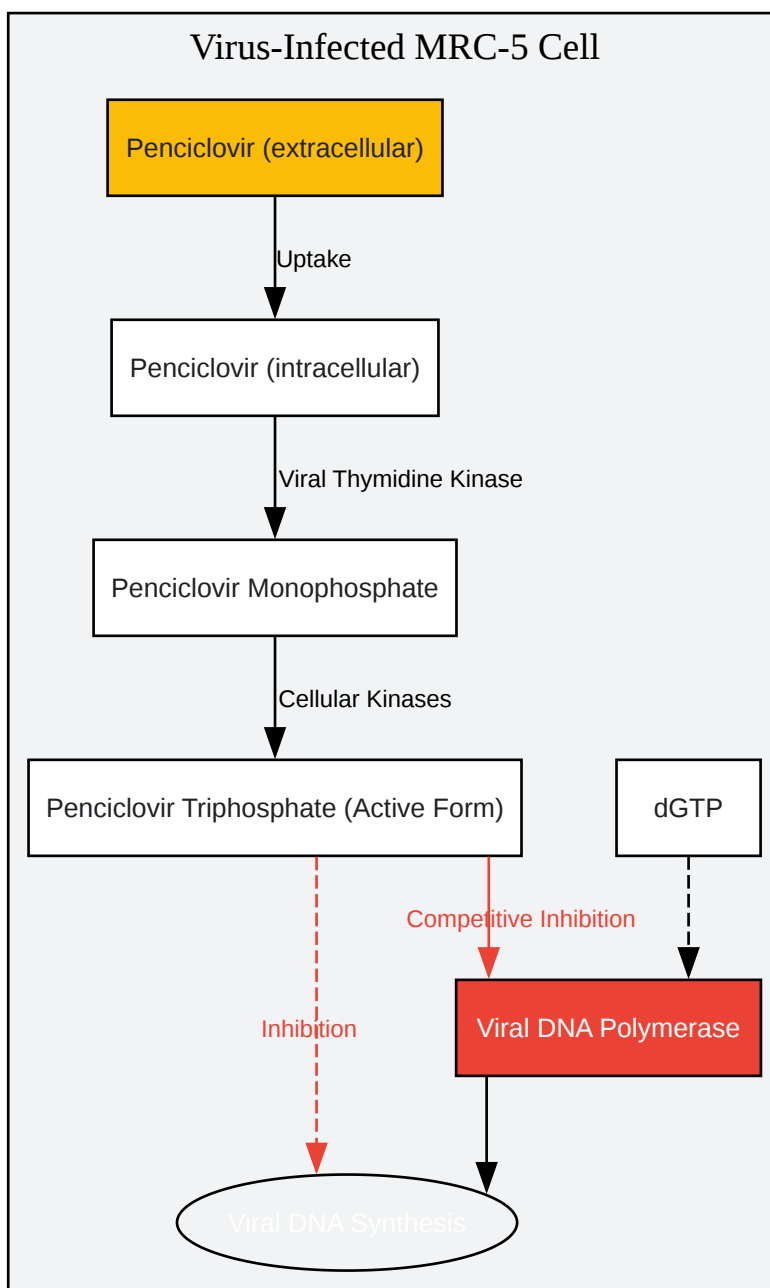 Virus-Infected MRC-5 Cell
Penciclovir (extracellular)
Uptake
Penciclovir (intracellular)
Viral Thymidine Kinase
Penciclovir Monophosphate
Cellular Kinases
Penciclovir Triphosphate (Active Form)
dGTP
Competitive Inhibition
Inhibition
Viral DNA Polymerase
Viral DNA Synthesis